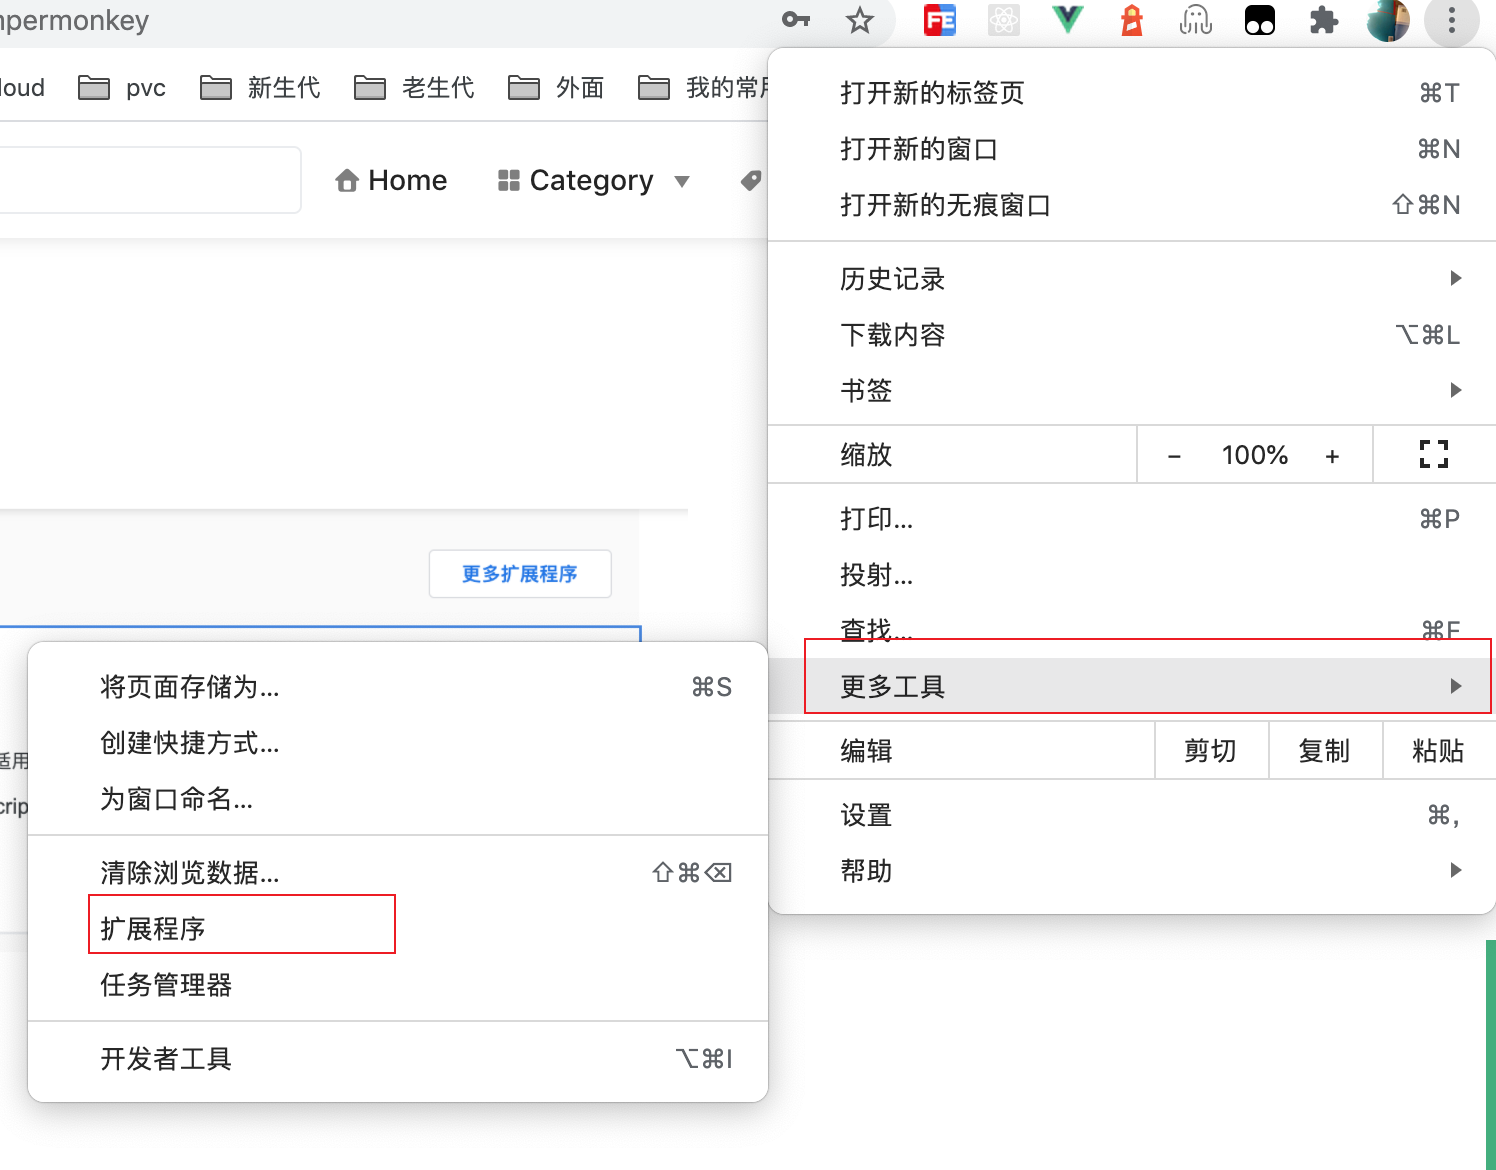 npermonkey
FE
loud
pvc
新生代
老生代
外面
我的常用
Home
Category
更多扩展程序
适用
crip
打开新的标签页 ⌘T
打开新的窗口 ⌘N
打开新的无痕窗口 ⇧⌘N
历史记录
下载内容 ⌥⌘L
书签
缩放 − 100% +
打印... ⌘P
投射...
查找... ⌘F
更多工具
编辑 剪切 复制 粘贴
设置 ⌘,
帮助
将页面存储为... ⌘S
创建快捷方式...
为窗口命名...
清除浏览数据... ⇧⌘⌫
扩展程序
任务管理器
开发者工具 ⌥⌘I